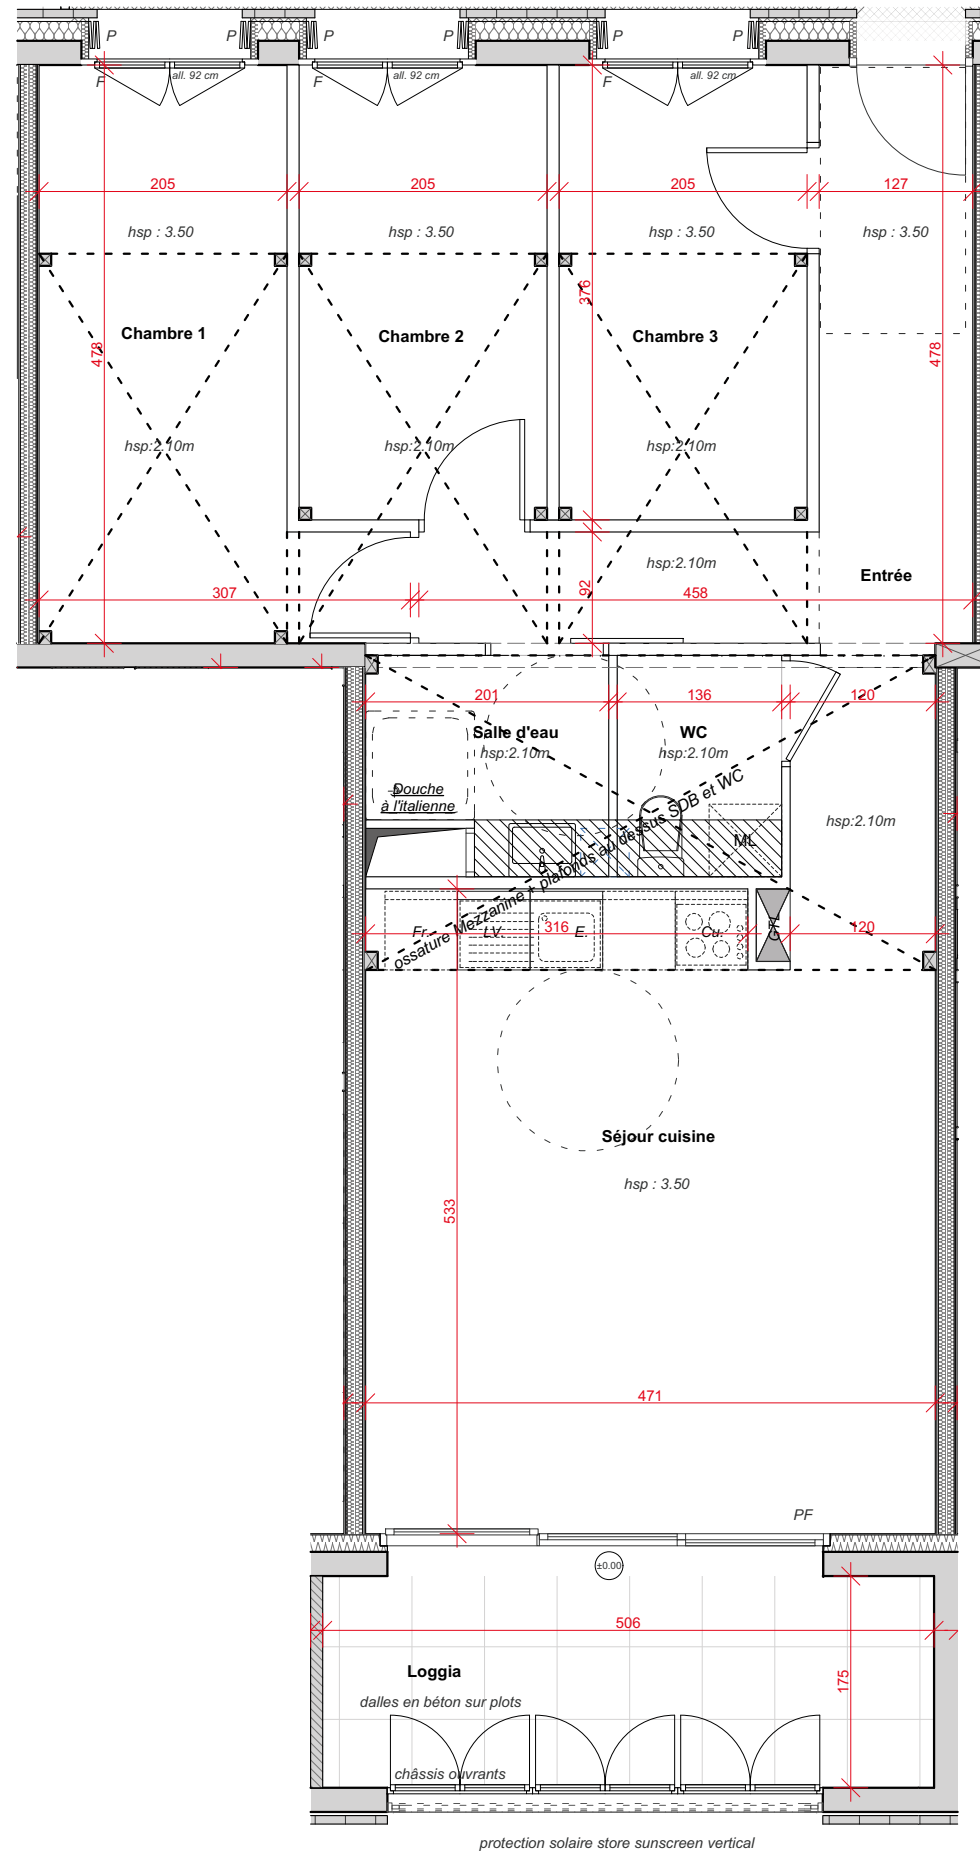 P P P P P P
F all. 92 cm F all. 92 cm F all. 92 cm
205 205 205 127
hsp : 3.50 hsp : 3.50 hsp : 3.50 hsp : 3.50
376
Chambre 1 Chambre 2 Chambre 3
478 478
hsp:2.10m hsp:2.10m hsp:2.10m
hsp:2.10m
Entrée
307 92 458
201 136 120
Salle d'eau WC
hsp:2.10m hsp:2.10m
Douche
à l'italienne
hsp:2.10m
ML
ossature Mezzanine + plafonds au dessus SDB et WC
Fr. LV. 316 E. Cu. GTL 120
Séjour cuisine
hsp : 3.50
533
471
PF
±0.00
506
Loggia
175
dalles en béton sur plots
châssis ouvrants
protection solaire store sunscreen vertical